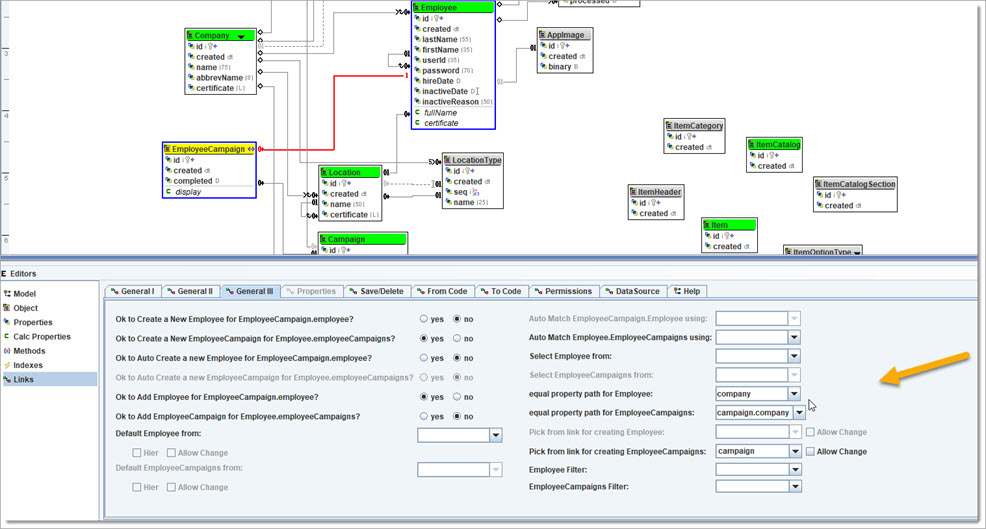 processed
Employee
id
created dt
lastName (55)
firstName (35)
userId (35)
password (70)
hireDate D
inactiveDate D
inactiveReason (50)
fullName
certificate
Company
id
created dt
name (75)
abbrevName (8)
certificate (L)
AppImage
id
created dt
binary B
EmployeeCampaign
id
created dt
completed D
display
1
Location
id
created dt
name (50)
certificate (L)
LocationType
id
created dt
seq
name (25)
Campaign
id
ItemCategory
id
created dt
ItemCatalog
id
created dt
ItemHeader
id
created dt
ItemCatalogSection
id
created dt
Item
id
created dt
ItemOptionType
3
4
5
6
Editors
Model
Object
Properties
Calc Properties
Methods
Indexes
Links
General I
General II
General III
Properties
Save/Delete
From Code
To Code
Permissions
DataSource
Help
Ok to Create a New Employee for EmployeeCampaign.employee? yes no
Ok to Create a New EmployeeCampaign for Employee.employeeCampaigns? yes no
Ok to Auto Create a new Employee for EmployeeCampaign.employee? yes no
Ok to Auto Create a new EmployeeCampaign for Employee.employeeCampaigns? yes no
Ok to Add Employee for EmployeeCampaign.employee? yes no
Ok to Add EmployeeCampaign for Employee.employeeCampaigns? yes no
Default Employee from:
Hier Allow Change
Default EmployeeCampaigns from:
Hier Allow Change
Auto Match EmployeeCampaign.Employee using:
Auto Match Employee.EmployeeCampaigns using:
Select Employee from:
Select EmployeeCampaigns from:
equal property path for Employee: company
equal property path for EmployeeCampaigns: campaign.company
Pick from link for creating Employee: Allow Change
Pick from link for creating EmployeeCampaigns: campaign Allow Change
Employee Filter:
EmployeeCampaigns Filter: